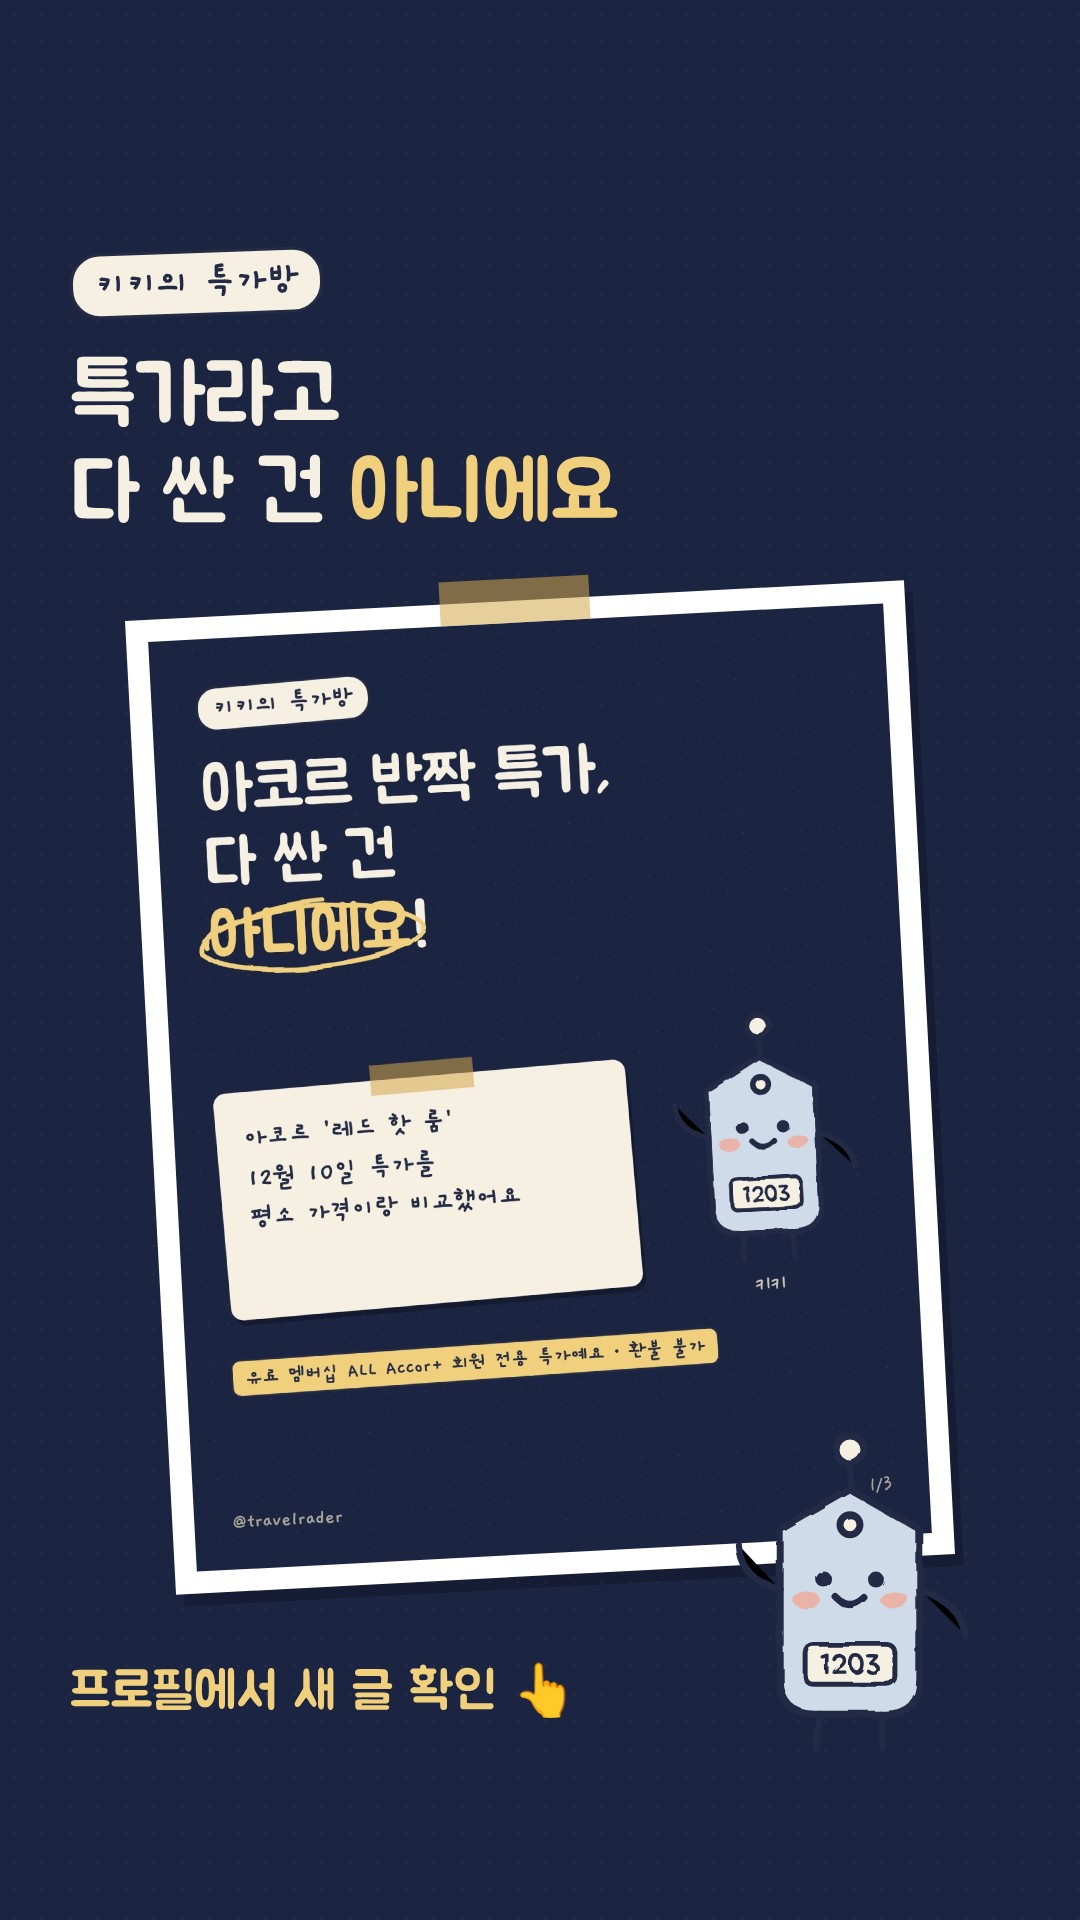 키키의 특가방
특가라고
다 싼 건 아니에요
키키의 특가방
아코르 반짝 특가,
다 싼 건
아니에요!
아코르 '레드 핫 룸'
12월 10일 특가를
평소 가격이랑 비교했어요
1203
키키
유료 멤버십 ALL Accor+ 회원 전용 특가예요 · 환불 불가
@travelrader
1/3
1203
프로필에서 새 글 확인 👆